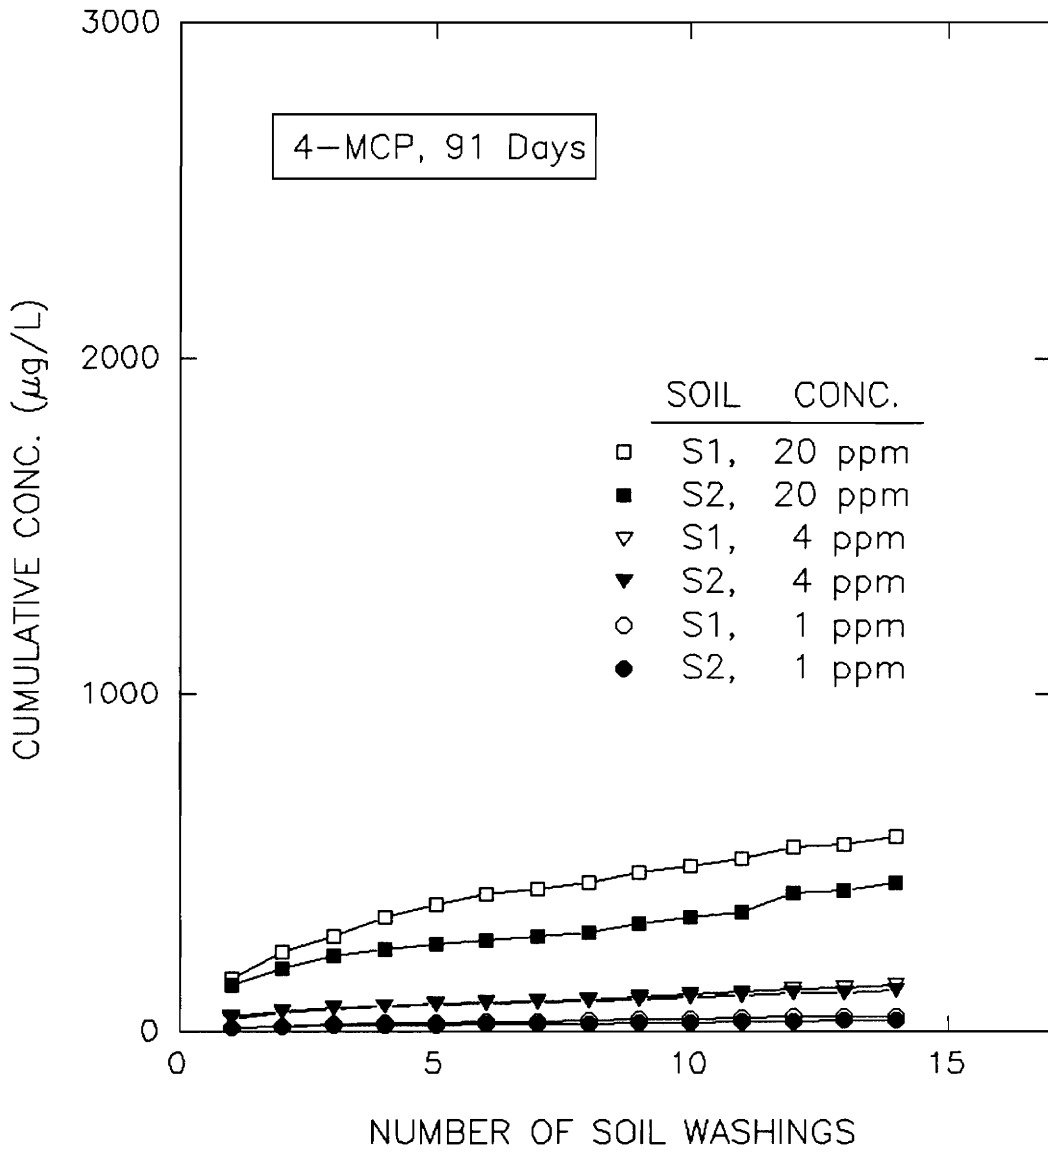 3000
4-MCP, 91 Days
CUMULATIVE CONC. (μg/L)
2000
SOIL CONC.
S1, 20 ppm
S2, 20 ppm
S1, 4 ppm
S2, 4 ppm
S1, 1 ppm
S2, 1 ppm
1000
0
0 5 10 15
NUMBER OF SOIL WASHINGS